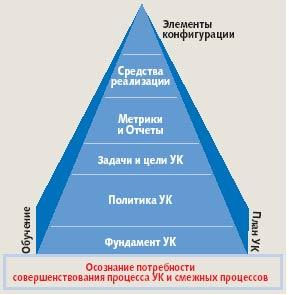 Элементы
конфигурации
Средства
реализации
Метрики
и Отчеты
Задачи и цели УК
Политика УК
Фундамент УК
Обучение
План УК
Осознание потребности
совершенствования процесса УК и смежных процессов